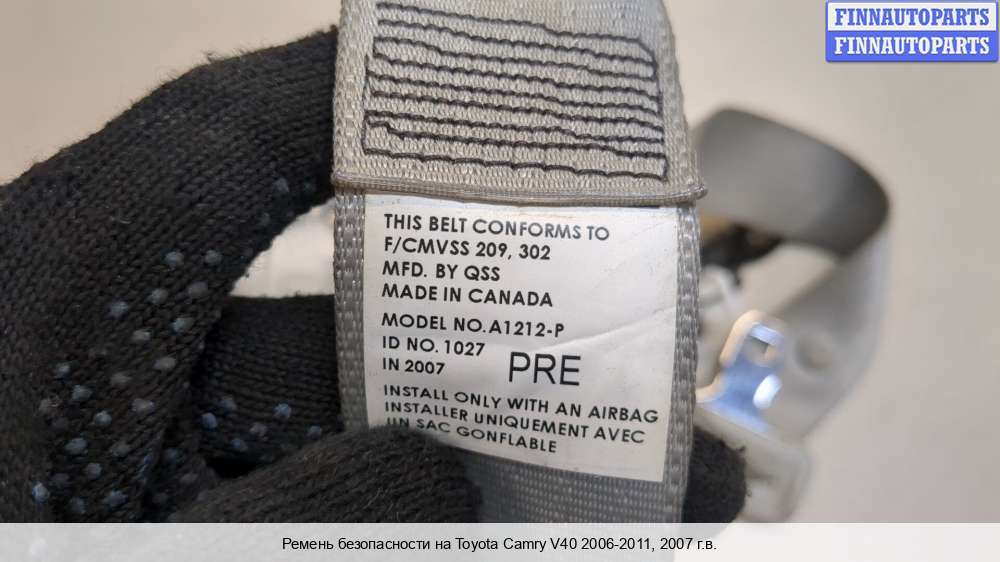 FINNAUTOPARTS
FINNAUTOPARTS
THIS BELT CONFORMS TO
F/CMVSS 209, 302
MFD. BY QSS
MADE IN CANADA
MODEL NO. A1212-P
ID NO. 1027
IN 2007
PRE
INSTALL ONLY WITH AN AIRBAG
INSTALLER UNIQUEMENT AVEC
UN SAC GONFLABLE
Ремень безопасности на Toyota Camry V40 2006-2011, 2007 г.в.